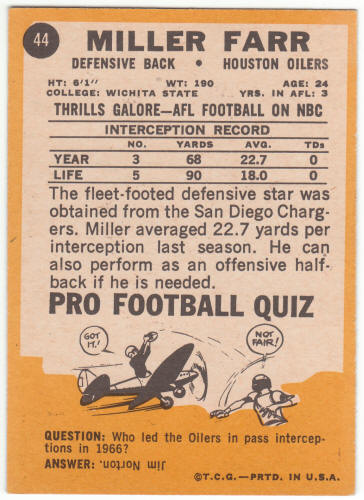 44
MILLER FARR
DEFENSIVE BACK • HOUSTON OILERS
HT: 6'1" WT: 190 AGE: 24
COLLEGE: WICHITA STATE YRS. IN AFL: 3
THRILLS GALORE—AFL FOOTBALL ON NBC
INTERCEPTION RECORD
NO. YARDS AVG. TDs
YEAR 3 68 22.7 0
LIFE 5 90 18.0 0
The fleet-footed defensive star was
obtained from the San Diego Charg-
ers. Miller averaged 22.7 yards per
interception last season. He can
also perform as an offensive half-
back if he is needed.
PRO FOOTBALL QUIZ
GOT
IT!
NOT
FAIR!
QUESTION: Who led the Oilers in pass intercep-
tions in 1966?
ANSWER: Jim Norton.
©T.C.G.—PRTD. IN U.S.A.